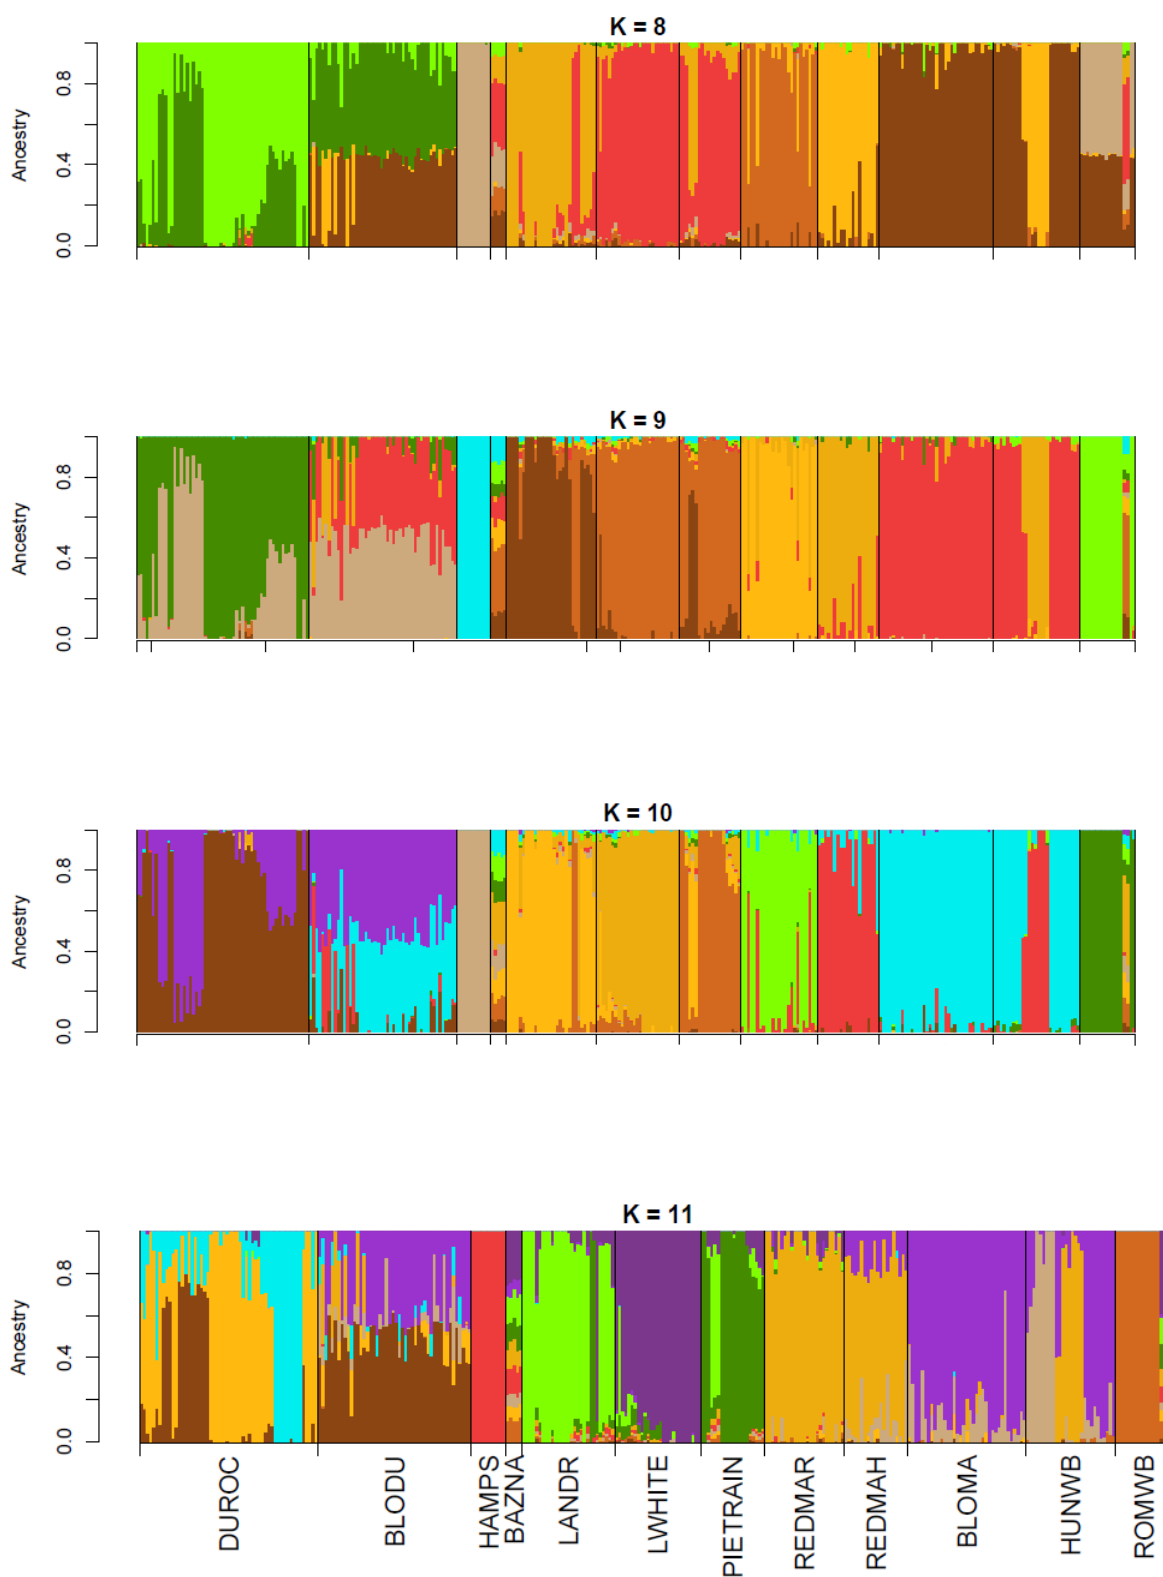 K = 8
Ancestry
0.8
0.4
0.0
K = 9
Ancestry
0.8
0.4
0.0
K = 10
Ancestry
0.8
0.4
0.0
K = 11
Ancestry
0.8
0.4
0.0
DUROC
BLODU
HAMPS
BAZNA
LANDR
LWHITE
PIETRAIN
REDMAR
REDMAH
BLOMA
HUNWB
ROMWB